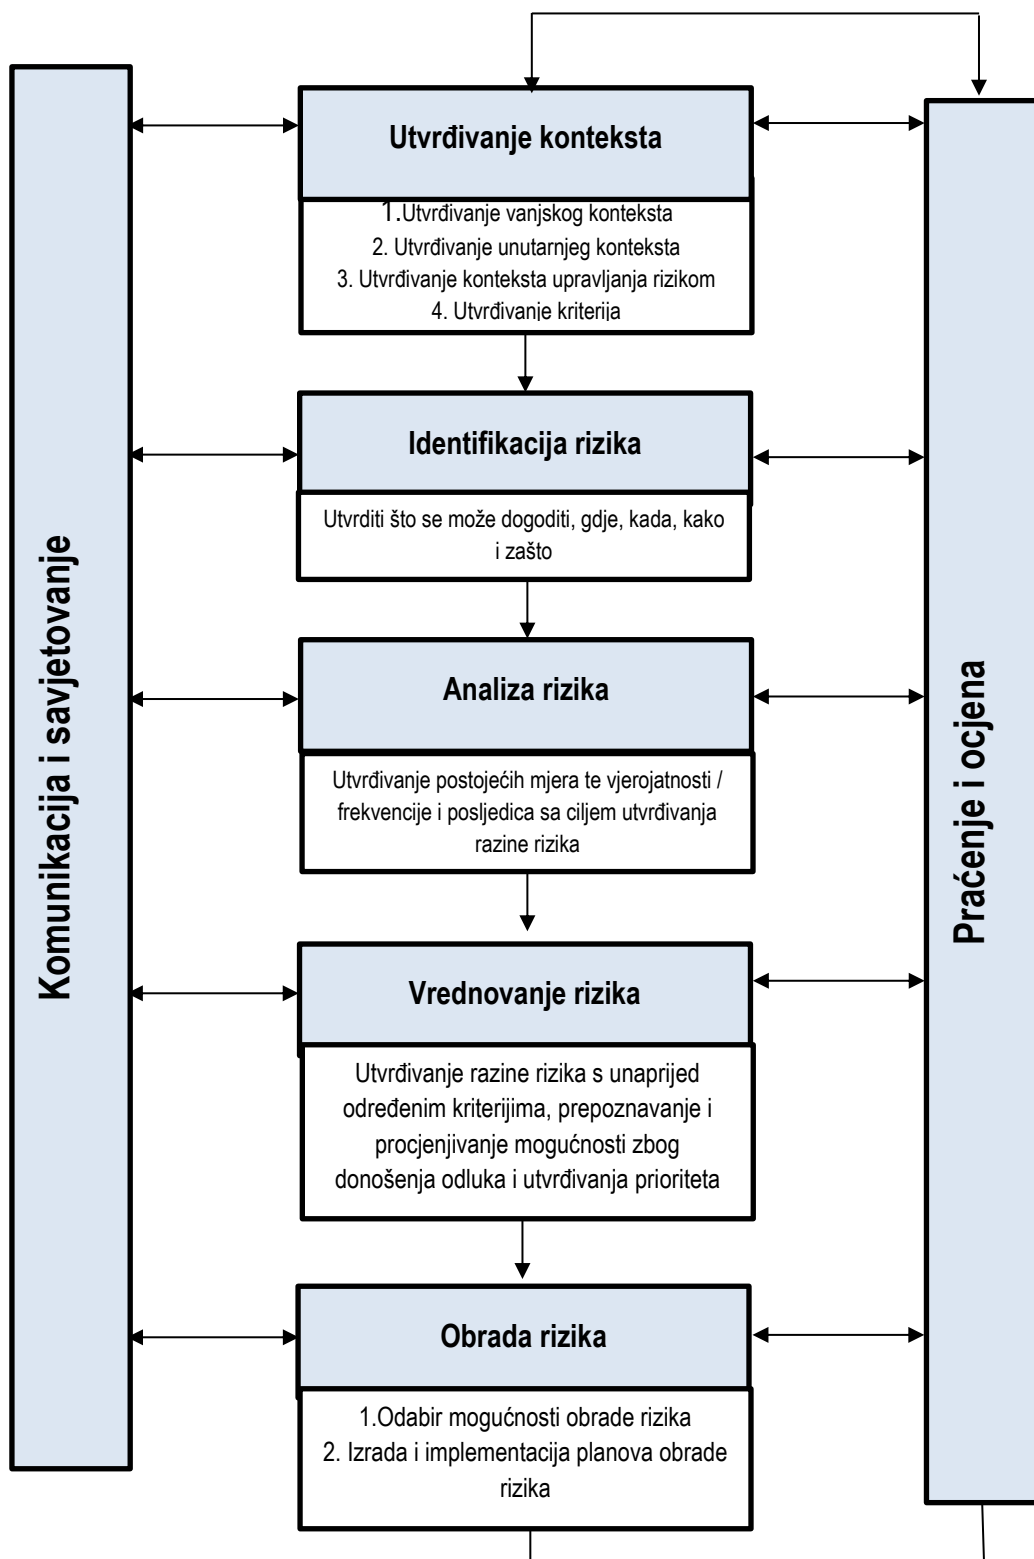 Komunikacija i savjetovanje
Utvrđivanje konteksta
1.Utvrđivanje vanjskog konteksta
2. Utvrđivanje unutarnjeg konteksta
3. Utvrđivanje konteksta upravljanja rizikom
4. Utvrđivanje kriterija
Identifikacija rizika
Utvrditi što se može dogoditi, gdje, kada, kako
i zašto
Analiza rizika
Utvrđivanje postojećih mjera te vjerojatnosti /
frekvencije i posljedica sa ciljem utvrđivanja
razine rizika
Vrednovanje rizika
Utvrđivanje razine rizika s unaprijed
određenim kriterijima, prepoznavanje i
procjenjivanje mogućnosti zbog
donošenja odluka i utvrđivanja prioriteta
Obrada rizika
1.Odabir mogućnosti obrade rizika
2. Izrada i implementacija planova obrade
rizika
Praćenje i ocjena